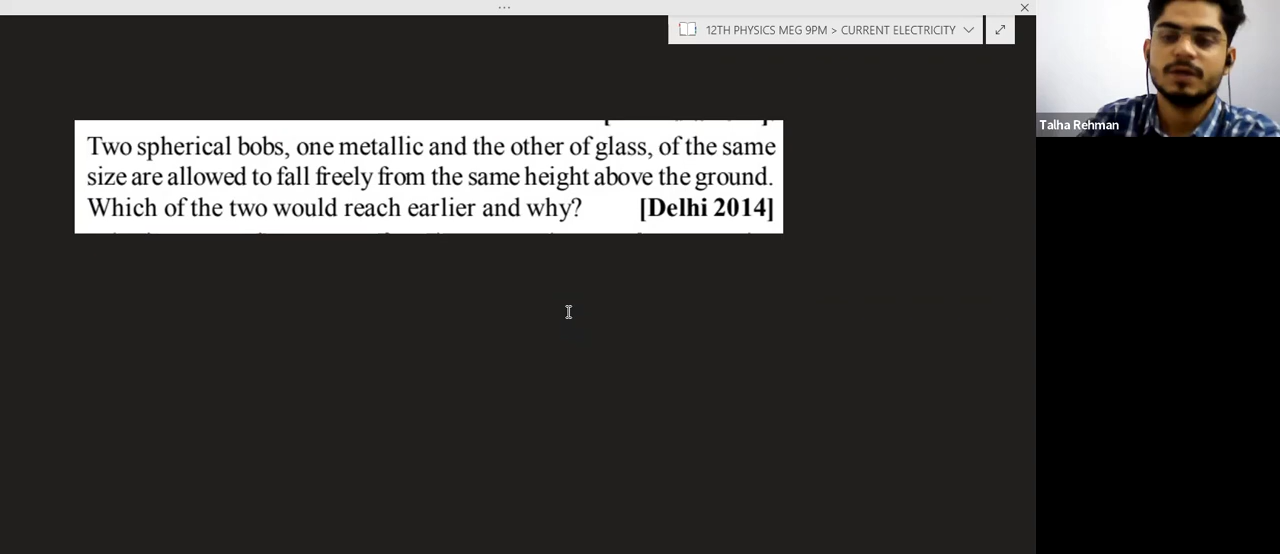 12TH PHYSICS MEG 9PM > CURRENT ELECTRICITY
Talha Rehman
Two spherical bobs, one metallic and the other of glass, of the same
size are allowed to fall freely from the same height above the ground.
Which of the two would reach earlier and why? [Delhi 2014]